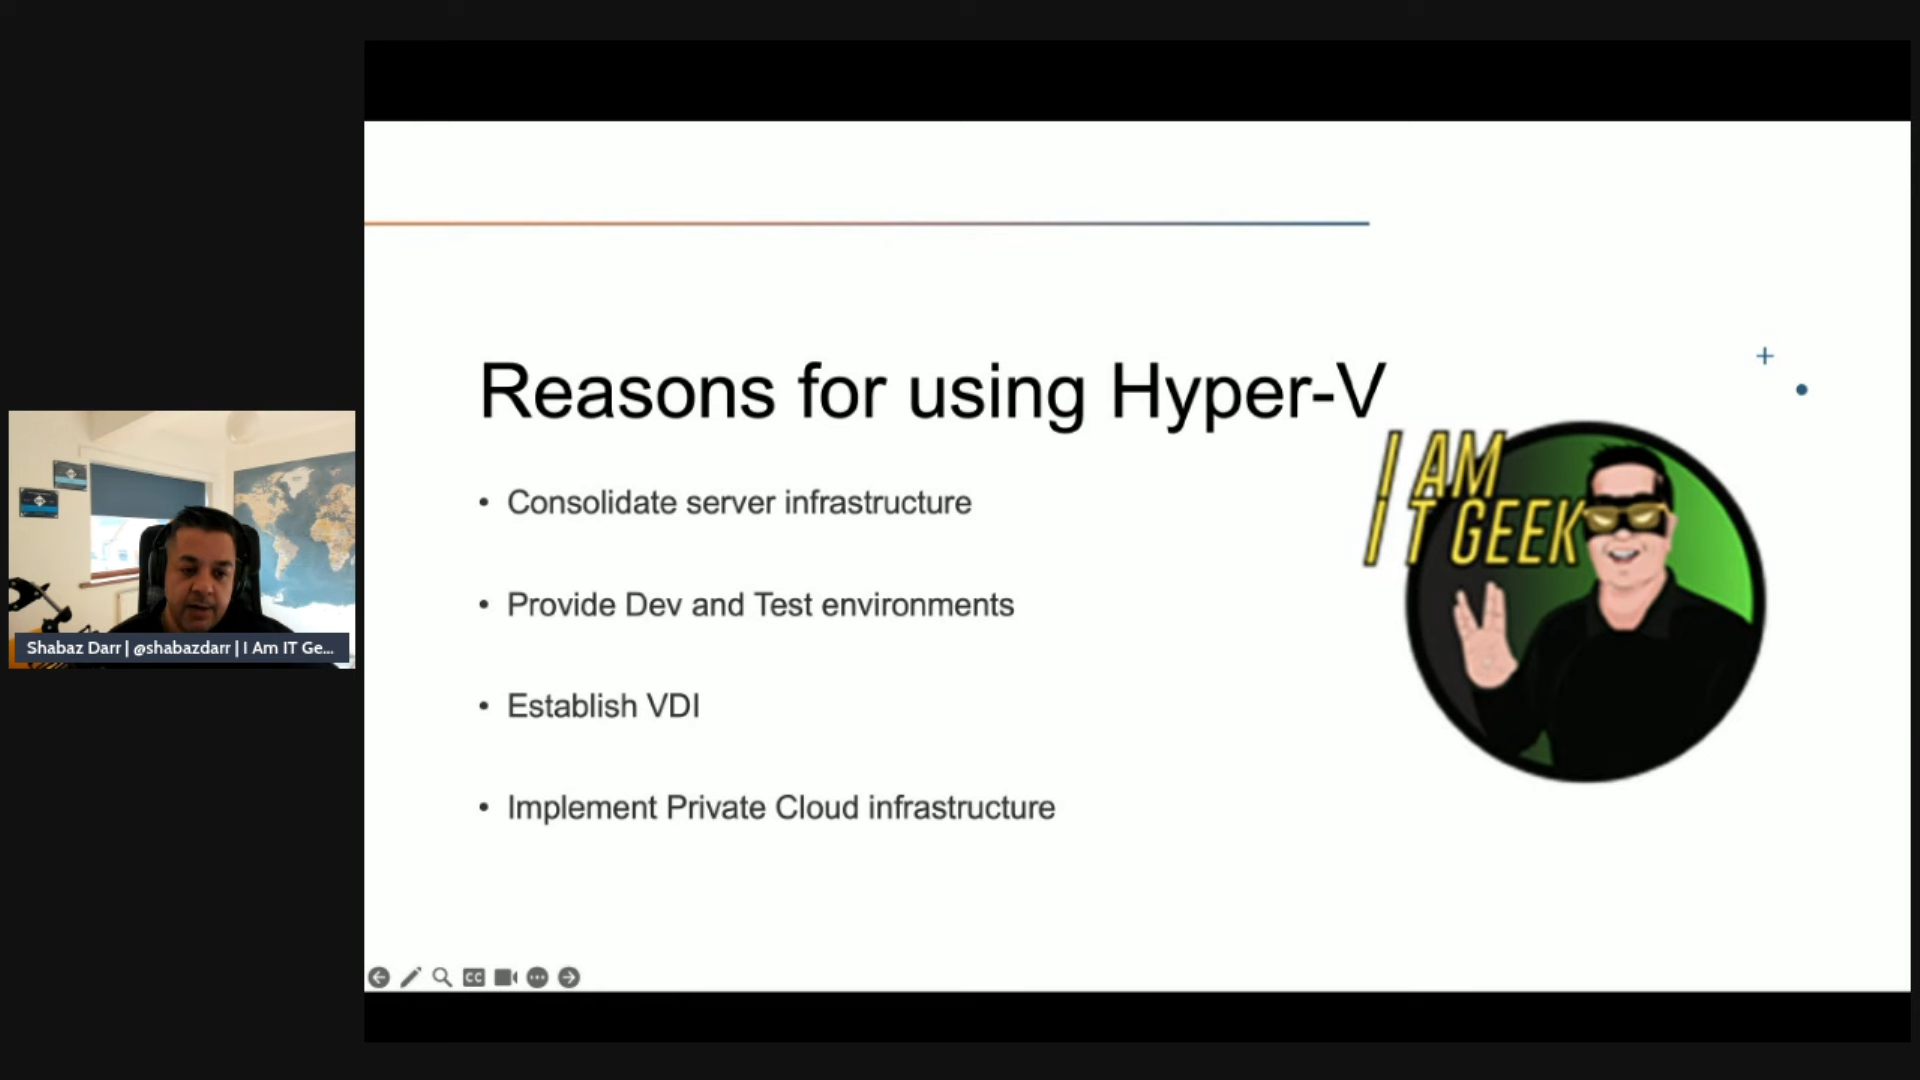 Reasons for using Hyper-V
• Consolidate server infrastructure
• Provide Dev and Test environments
• Establish VDI
• Implement Private Cloud infrastructure
I AM
I T GEEK
Shabaz Darr | @shabazdarr | I Am IT Ge...
CC